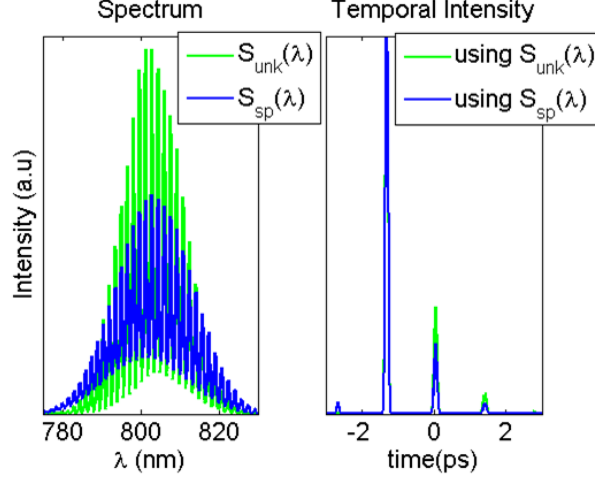 Spectrum
S_unk(λ)
S_sp(λ)
Intensity (a.u)
780 800 820
λ (nm)
Temporal Intensity
using S_unk(λ)
using S_sp(λ)
-2 0 2
time(ps)